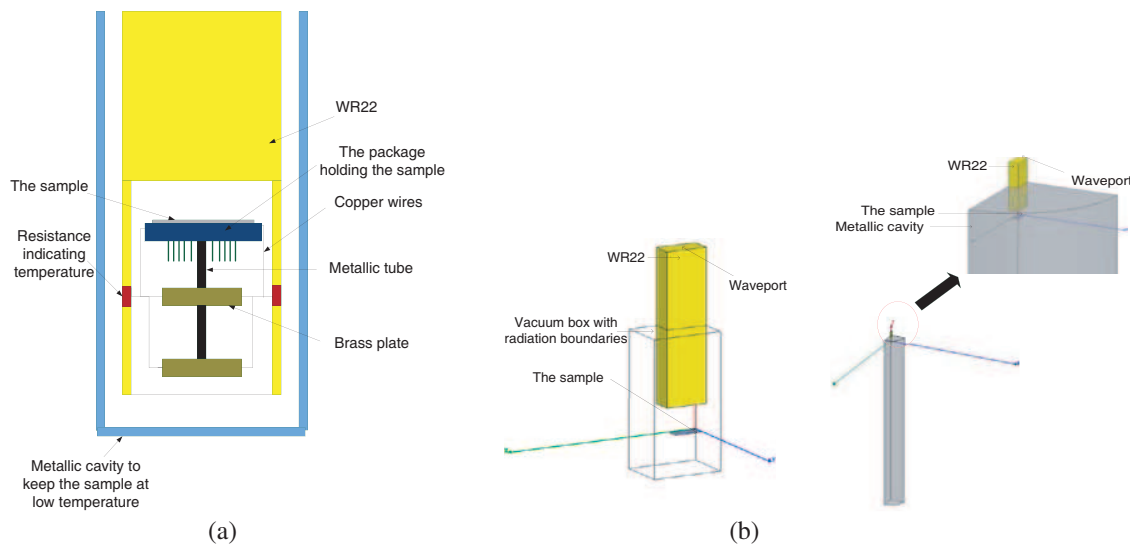 WR22
The package
holding the sample
The sample
Copper wires
Resistance
indicating
temperature
Metallic tube
Brass plate
Metallic cavity to
keep the sample at
low temperature
(a)
WR22
Waveport
Vacuum box with
radiation boundaries
The sample
WR22
Waveport
The sample
Metallic cavity
(b)